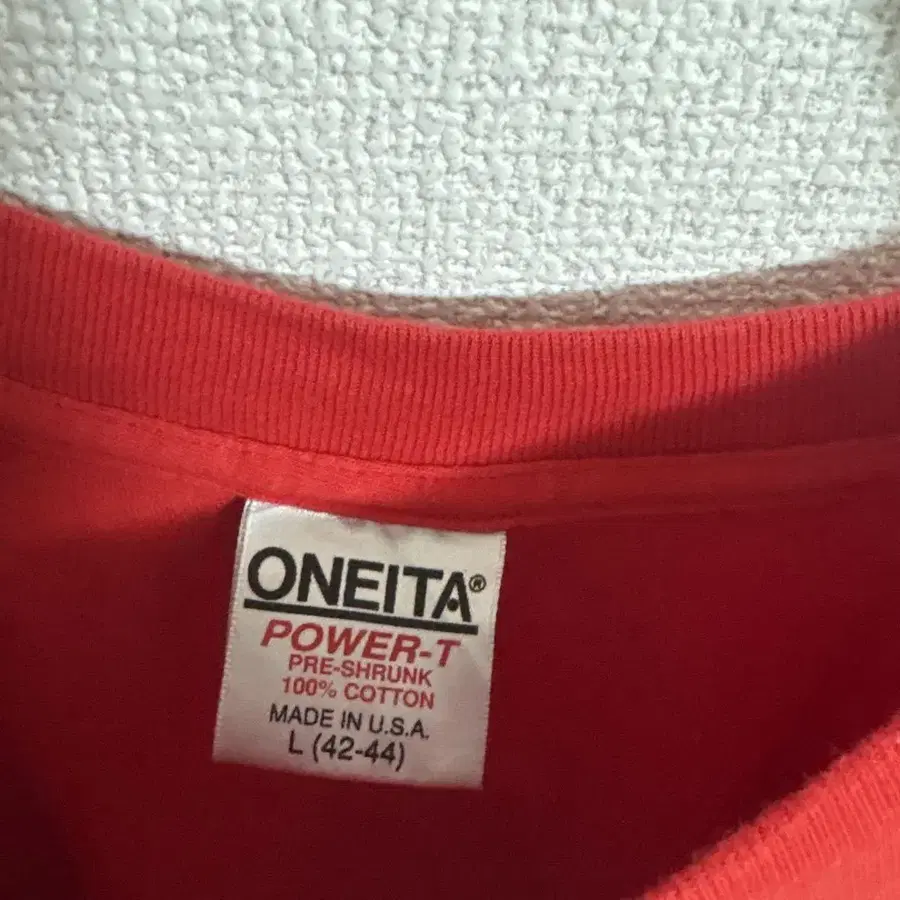 ONEITA®
POWER-T
PRE-SHRUNK
100% COTTON
MADE IN U.S.A.
L (42-44)